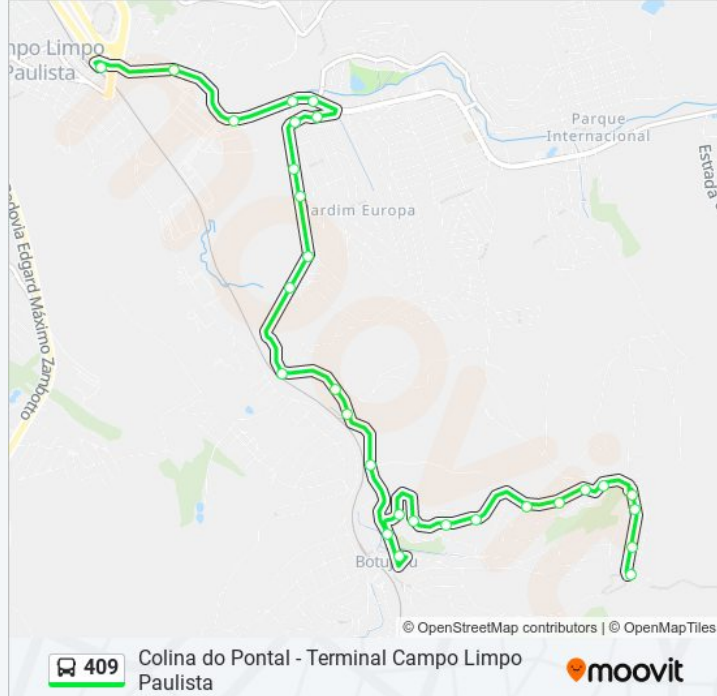 mpo Limpo
Paulista
Parque
Internacional
Estrada
Jardim Europa
Rodovia Edgard Máximo Zambotto
moovit
© OpenStreetMap contributors | © OpenMapTiles
409
Colina do Pontal - Terminal Campo Limpo
Paulista
moovit